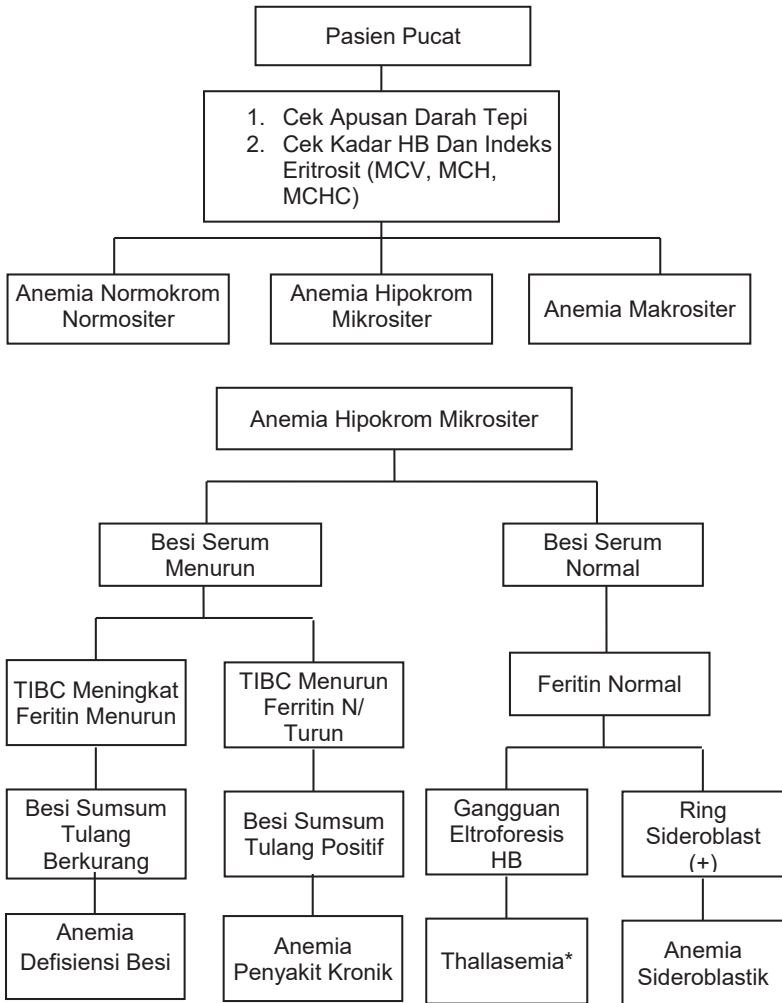 Pasien Pucat
1. Cek Apusan Darah Tepi
2. Cek Kadar HB Dan Indeks
Eritrosit (MCV, MCH,
MCHC)
Anemia Normokrom
Normositer
Anemia Hipokrom
Mikrositer
Anemia Makrositer
Anemia Hipokrom Mikrositer
Besi Serum
Menurun
Besi Serum
Normal
TIBC Meningkat
Feritin Menurun
TIBC Menurun
Ferritin N/
Turun
Feritin Normal
Besi Sumsum
Tulang
Berkurang
Besi Sumsum
Tulang Positif
Gangguan
Eltroforesis
HB
Ring
Sideroblast
(+)
Anemia
Defisiensi Besi
Anemia
Penyakit Kronik
Thallasemia*
Anemia
Sideroblastik